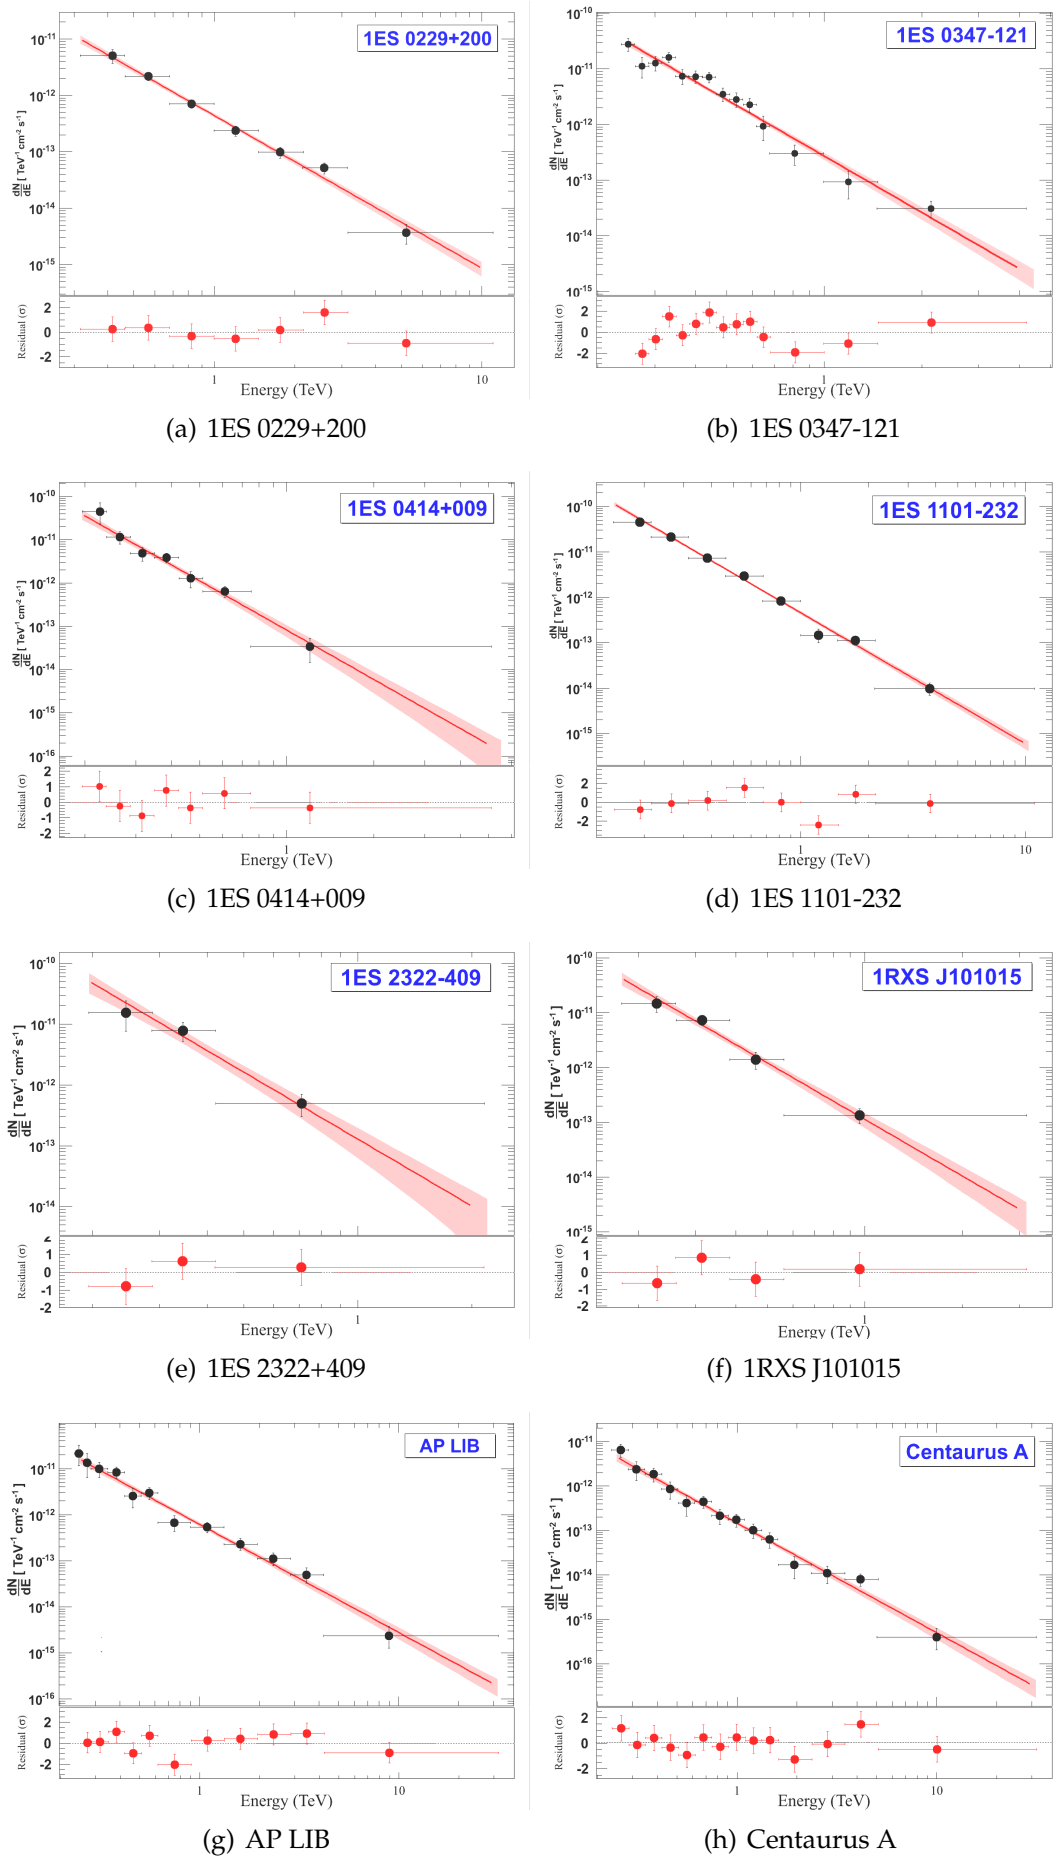 1ES 0229+200
10⁻¹¹
10⁻¹²
10⁻¹³
10⁻¹⁴
10⁻¹⁵
dN/dE [ TeV⁻¹ cm⁻² s⁻¹ ]
Residual (σ)
2
0
-2
1
10
Energy (TeV)
(a) 1ES 0229+200
1ES 0347-121
10⁻¹⁰
10⁻¹¹
10⁻¹²
10⁻¹³
10⁻¹⁴
10⁻¹⁵
dN/dE [ TeV⁻¹ cm⁻² s⁻¹ ]
Residual (σ)
2
0
-2
1
10
Energy (TeV)
(b) 1ES 0347-121
1ES 0414+009
10⁻¹⁰
10⁻¹¹
10⁻¹²
10⁻¹³
10⁻¹⁴
10⁻¹⁵
10⁻¹⁶
dN/dE [ TeV⁻¹ cm⁻² s⁻¹ ]
Residual (σ)
2
1
0
-1
-2
1
Energy (TeV)
(c) 1ES 0414+009
1ES 1101-232
10⁻¹⁰
10⁻¹¹
10⁻¹²
10⁻¹³
10⁻¹⁴
10⁻¹⁵
dN/dE [ TeV⁻¹ cm⁻² s⁻¹ ]
Residual (σ)
2
0
-2
1
10
Energy (TeV)
(d) 1ES 1101-232
1ES 2322-409
10⁻¹⁰
10⁻¹¹
10⁻¹²
10⁻¹³
10⁻¹⁴
dN/dE [ TeV⁻¹ cm⁻² s⁻¹ ]
Residual (σ)
2
1
0
-1
-2
1
Energy (TeV)
(e) 1ES 2322+409
1RXS J101015
10⁻¹⁰
10⁻¹¹
10⁻¹²
10⁻¹³
10⁻¹⁴
10⁻¹⁵
dN/dE [ TeV⁻¹ cm⁻² s⁻¹ ]
Residual (σ)
2
1
0
-1
-2
1
Energy (TeV)
(f) 1RXS J101015
AP LIB
10⁻¹¹
10⁻¹²
10⁻¹³
10⁻¹⁴
10⁻¹⁵
10⁻¹⁶
dN/dE [ TeV⁻¹ cm⁻² s⁻¹ ]
Residual (σ)
2
0
-2
1
10
Energy (TeV)
(g) AP LIB
Centaurus A
10⁻¹¹
10⁻¹²
10⁻¹³
10⁻¹⁴
10⁻¹⁵
10⁻¹⁶
dN/dE [ TeV⁻¹ cm⁻² s⁻¹ ]
Residual (σ)
2
0
-2
1
10
Energy (TeV)
(h) Centaurus A